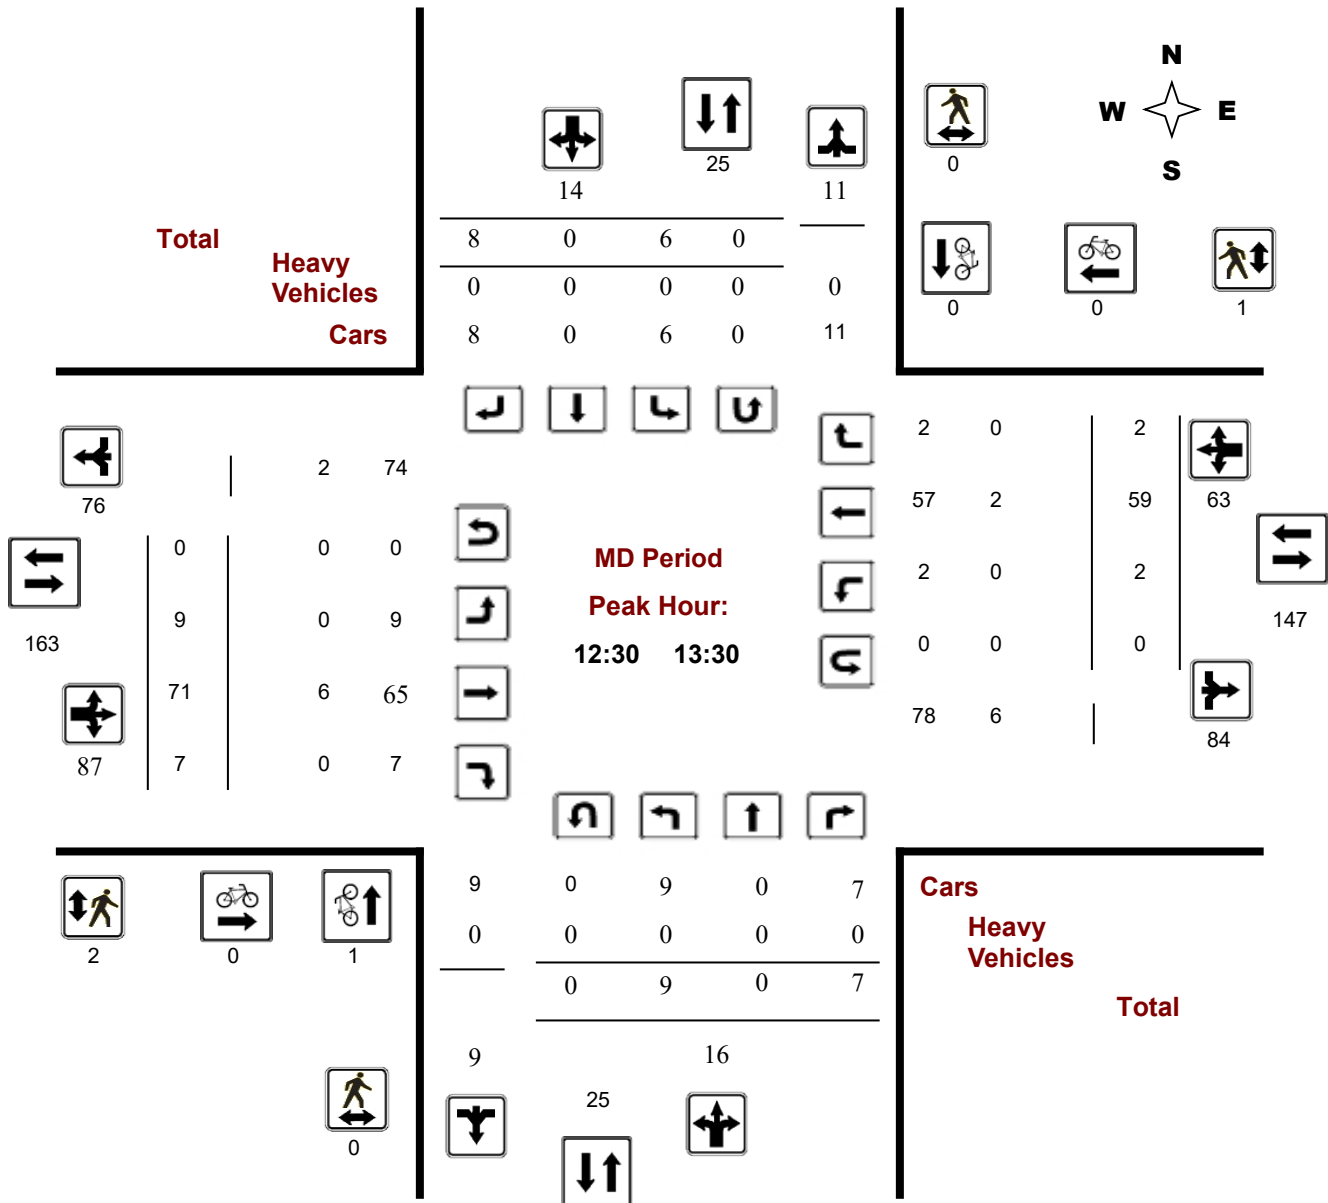 N
W E
S
14 25 11 0
Total 8 0 6 0
Heavy
Vehicles 0 0 0 0 0 0 0 1
Cars 8 0 6 0 11
2 0 2
2 74
76 57 2 59 63
0 0 0 MD Period 2 0 2
9 0 9 Peak Hour:
163 12:30 13:30 0 0 0 147
71 6 65 78 6 84
87 7 0 7
9 0 9 0 7 Cars
2 0 1 0 0 0 0 0 Heavy
Vehicles
0 9 0 7 Total
9 16
25
0